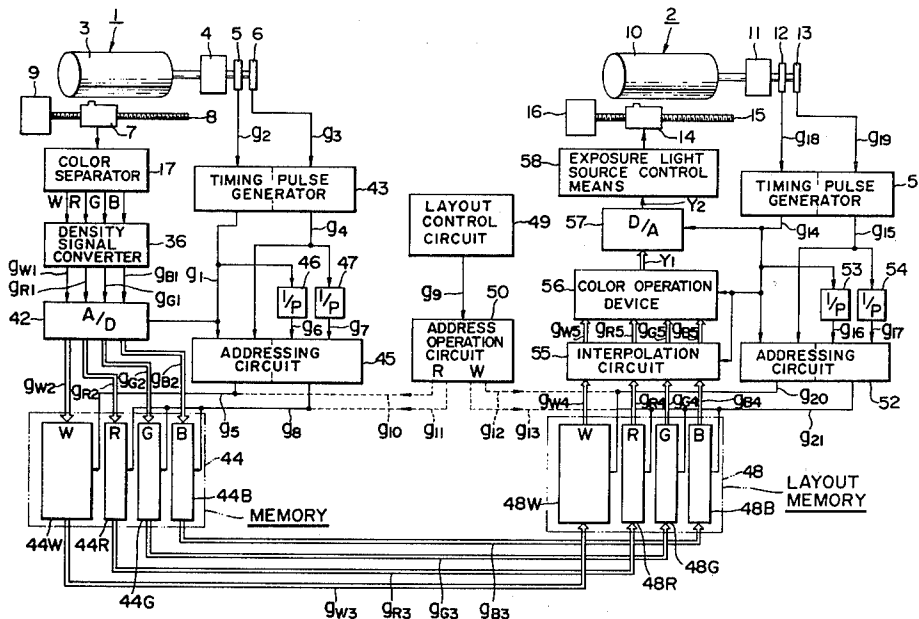 1
2
3
4
5
6
10
11
12
13
9
7
8
16
14
15
g2
g3
g18
g19
COLOR SEPARATOR
17
58
EXPOSURE LIGHT SOURCE CONTROL MEANS
W R G B
TIMING PULSE GENERATOR
43
LAYOUT CONTROL CIRCUIT
49
Y2
TIMING PULSE GENERATOR
5
DENSITY SIGNAL CONVERTER
36
g4
57
D/A
g14
g15
gW1
gR1
gG1
gB1
g1
46
47
I/P
I/P
g6
g7
g9
50
Y1
56
COLOR OPERATION DEVICE
53
54
I/P
I/P
g16
g17
42
A/D
ADDRESSING CIRCUIT
45
ADDRESS OPERATION CIRCUIT
R W
gW5
gR5
gG5
gB5
55
INTERPOLATION CIRCUIT
ADDRESSING CIRCUIT
52
gW2
gR2
gG2
gB2
g5
g8
g10
g11
g12
g13
gW4
gR4
gG4
gB4
g20
g21
W
R
G
B
44
44B
MEMORY
44W
44R
44G
W
R
G
B
48
LAYOUT MEMORY
48W
48B
48R
48G
gW3
gR3
gG3
gB3